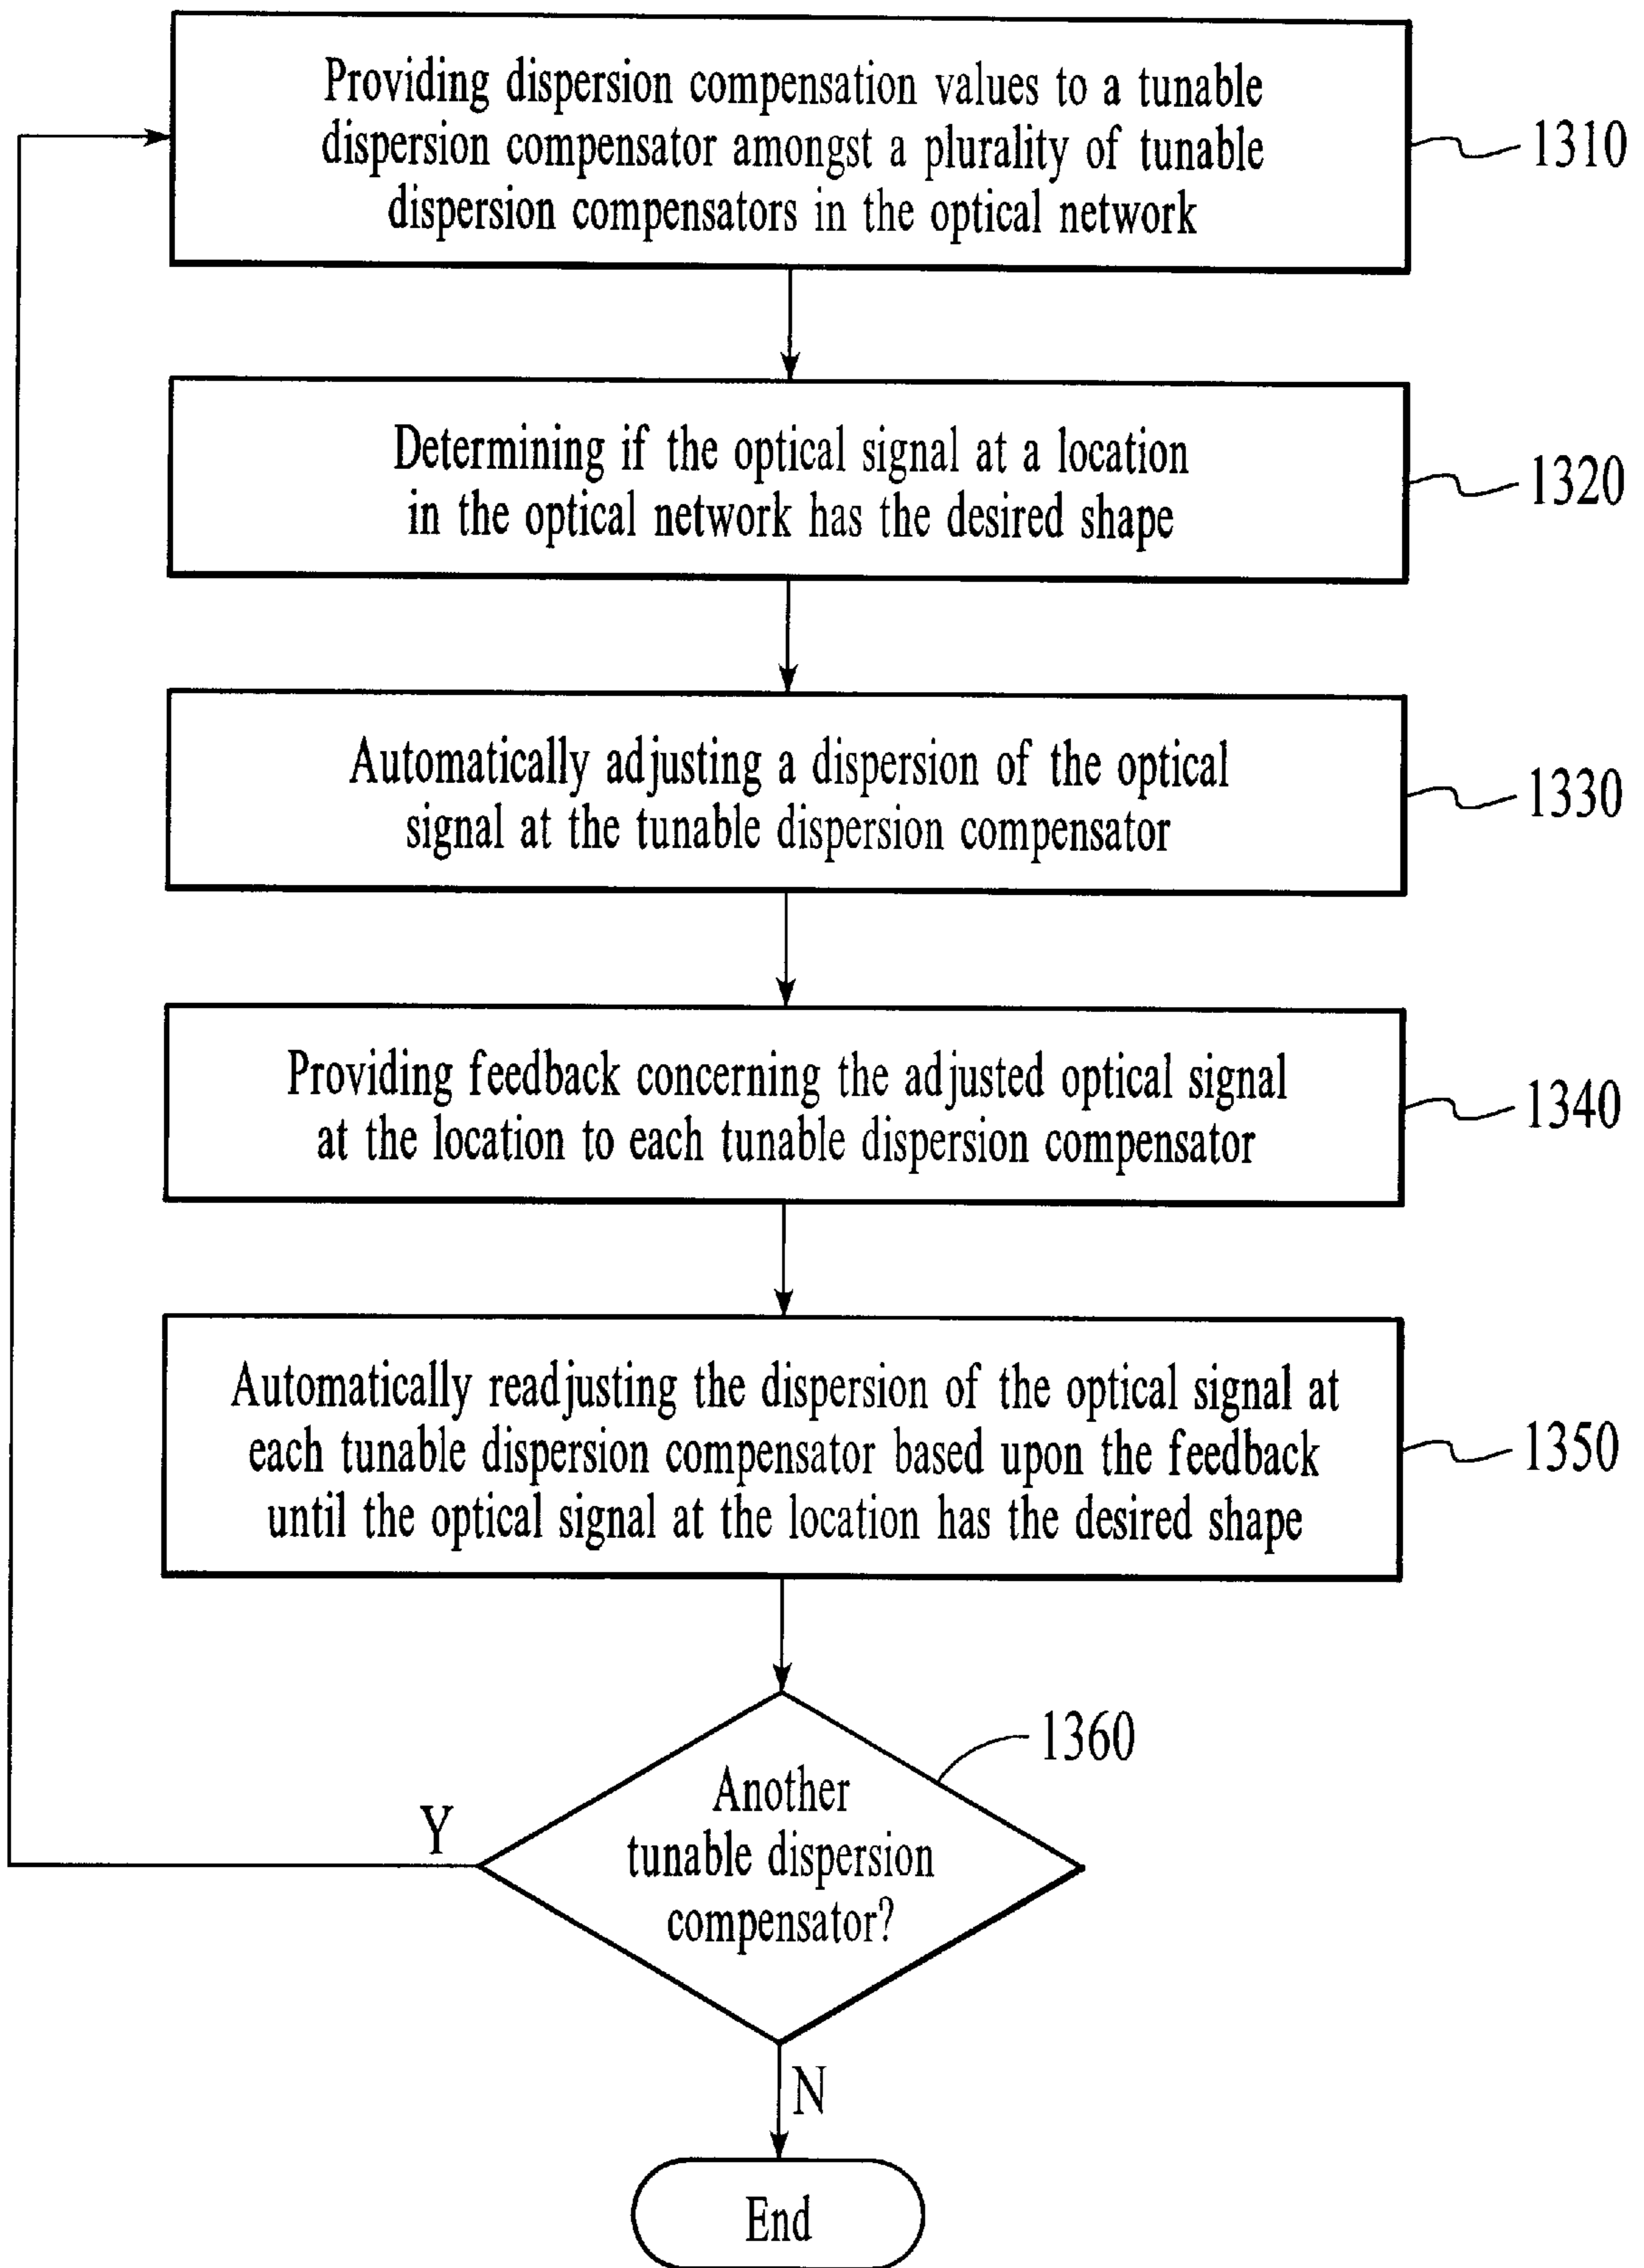 Providing dispersion compensation values to a tunable
dispersion compensator amongst a plurality of tunable
dispersion compensators in the optical network
1310
Determining if the optical signal at a location
in the optical network has the desired shape
1320
Automatically adjusting a dispersion of the optical
signal at the tunable dispersion compensator
1330
Providing feedback concerning the adjusted optical signal
at the location to each tunable dispersion compensator
1340
Automatically readjusting the dispersion of the optical signal at
each tunable dispersion compensator based upon the feedback
until the optical signal at the location has the desired shape
1350
1360
Another
tunable dispersion
compensator?
Y
N
End